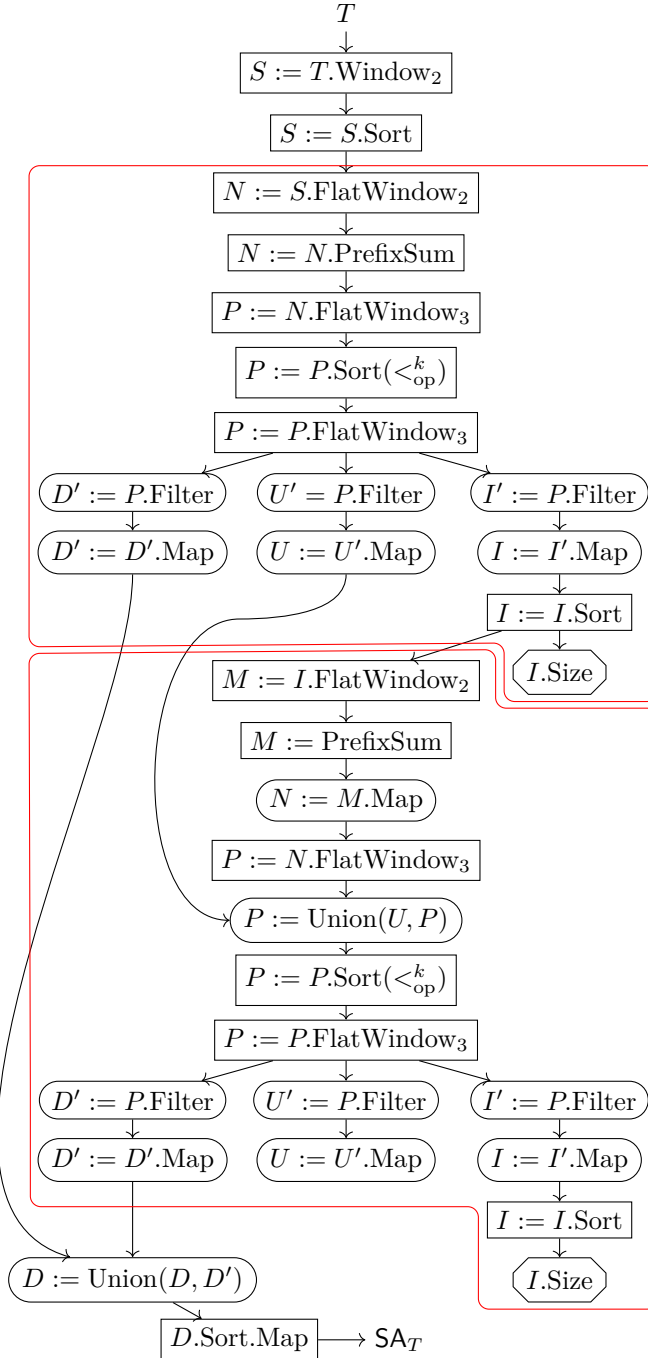 T
S := T.Window₂
S := S.Sort
N := S.FlatWindow₂
N := N.PrefixSum
P := N.FlatWindow₃
P := P.Sort(<ᵏₒₚ)
P := P.FlatWindow₃
D′ := P.Filter U′ = P.Filter I′ := P.Filter
D′ := D′.Map U := U′.Map I := I′.Map
I := I.Sort
I.Size
M := I.FlatWindow₂
M := PrefixSum
N := M.Map
P := N.FlatWindow₃
P := Union(U, P)
P := P.Sort(<ᵏₒₚ)
P := P.FlatWindow₃
D′ := P.Filter U′ := P.Filter I′ := P.Filter
D′ := D′.Map U := U′.Map I := I′.Map
I := I.Sort
D := Union(D, D′) I.Size
D.Sort.Map SA_T